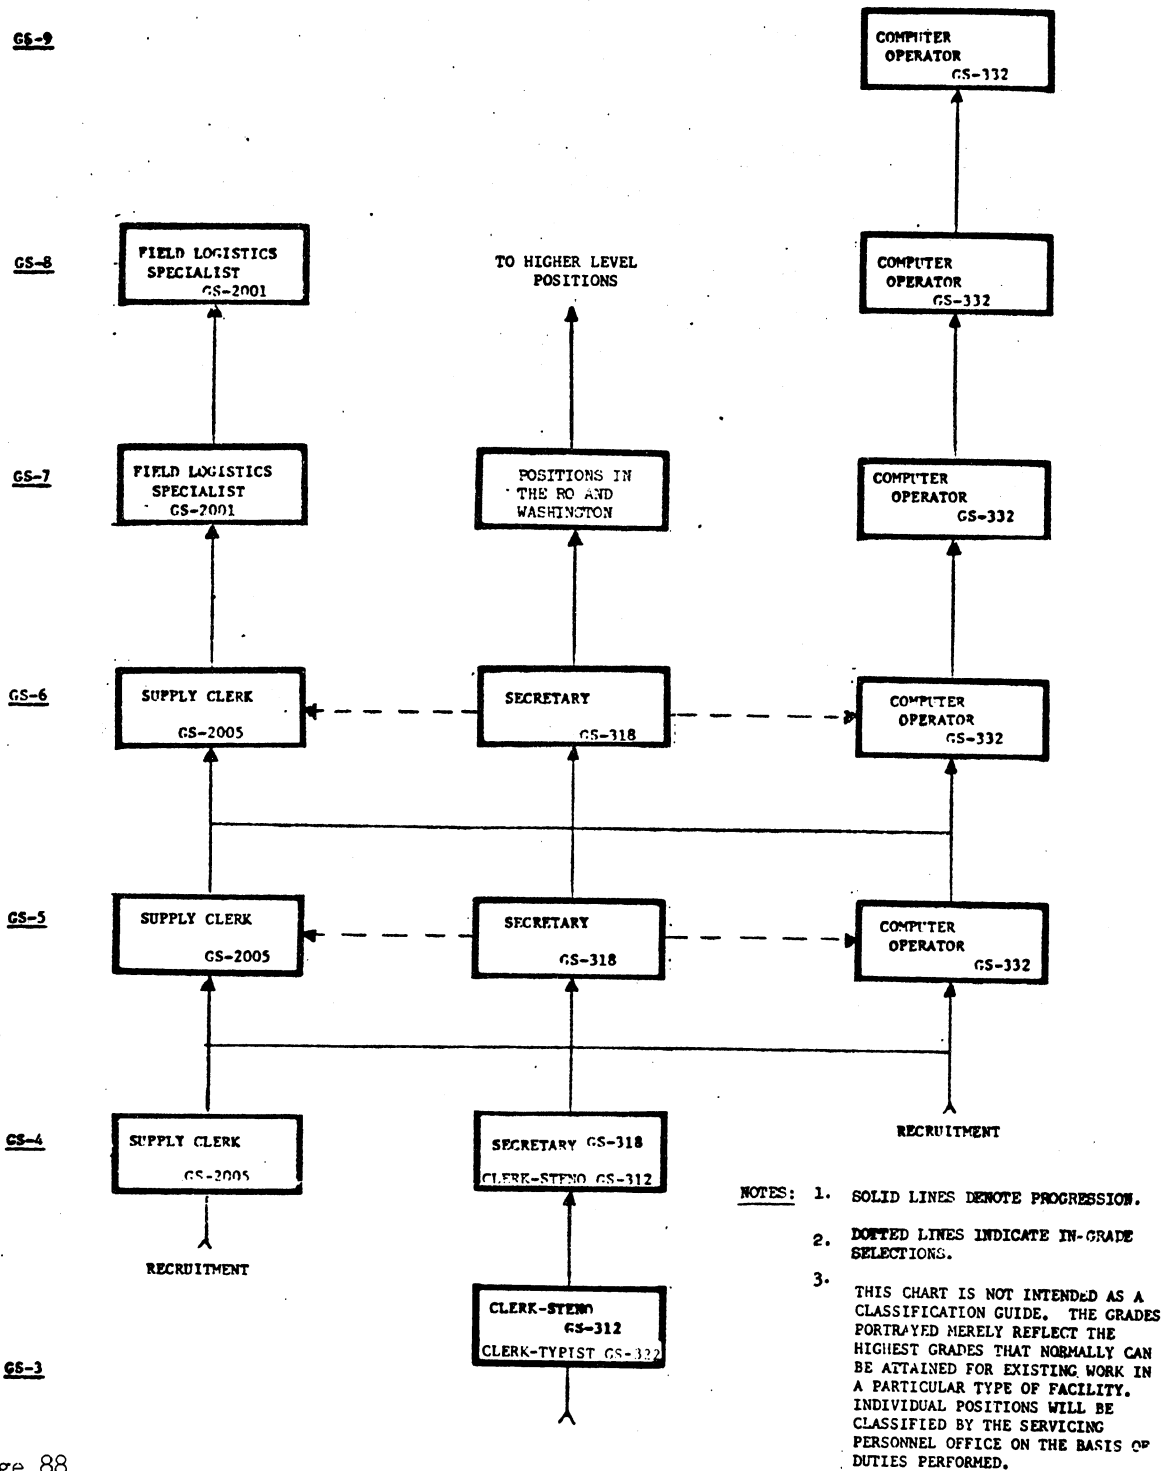 GS-9
COMPUTER
OPERATOR
GS-332
GS-8
FIELD LOGISTICS
SPECIALIST
GS-2001
TO HIGHER LEVEL
POSITIONS
COMPUTER
OPERATOR
GS-332
GS-7
FIELD LOGISTICS
SPECIALIST
GS-2001
POSITIONS IN
THE RO AND
WASHINGTON
COMPUTER
OPERATOR
GS-332
GS-6
SUPPLY CLERK
GS-2005
SECRETARY
GS-318
COMPUTER
OPERATOR
GS-332
GS-5
SUPPLY CLERK
GS-2005
SECRETARY
GS-318
COMPUTER
OPERATOR
GS-332
GS-4
SUPPLY CLERK
GS-2005
RECRUITMENT
SECRETARY GS-318
CLERK-STENO GS-312
RECRUITMENT
GS-3
CLERK-STENO
GS-312
CLERK-TYPIST GS-322
NOTES: 1. SOLID LINES DENOTE PROGRESSION.
2. DOTTED LINES INDICATE IN-GRADE
SELECTIONS.
3.
THIS CHART IS NOT INTENDED AS A
CLASSIFICATION GUIDE. THE GRADES
PORTRAYED MERELY REFLECT THE
HIGHEST GRADES THAT NORMALLY CAN
BE ATTAINED FOR EXISTING WORK IN
A PARTICULAR TYPE OF FACILITY.
INDIVIDUAL POSITIONS WILL BE
CLASSIFIED BY THE SERVICING
PERSONNEL OFFICE ON THE BASIS OF
DUTIES PERFORMED.
ge 88